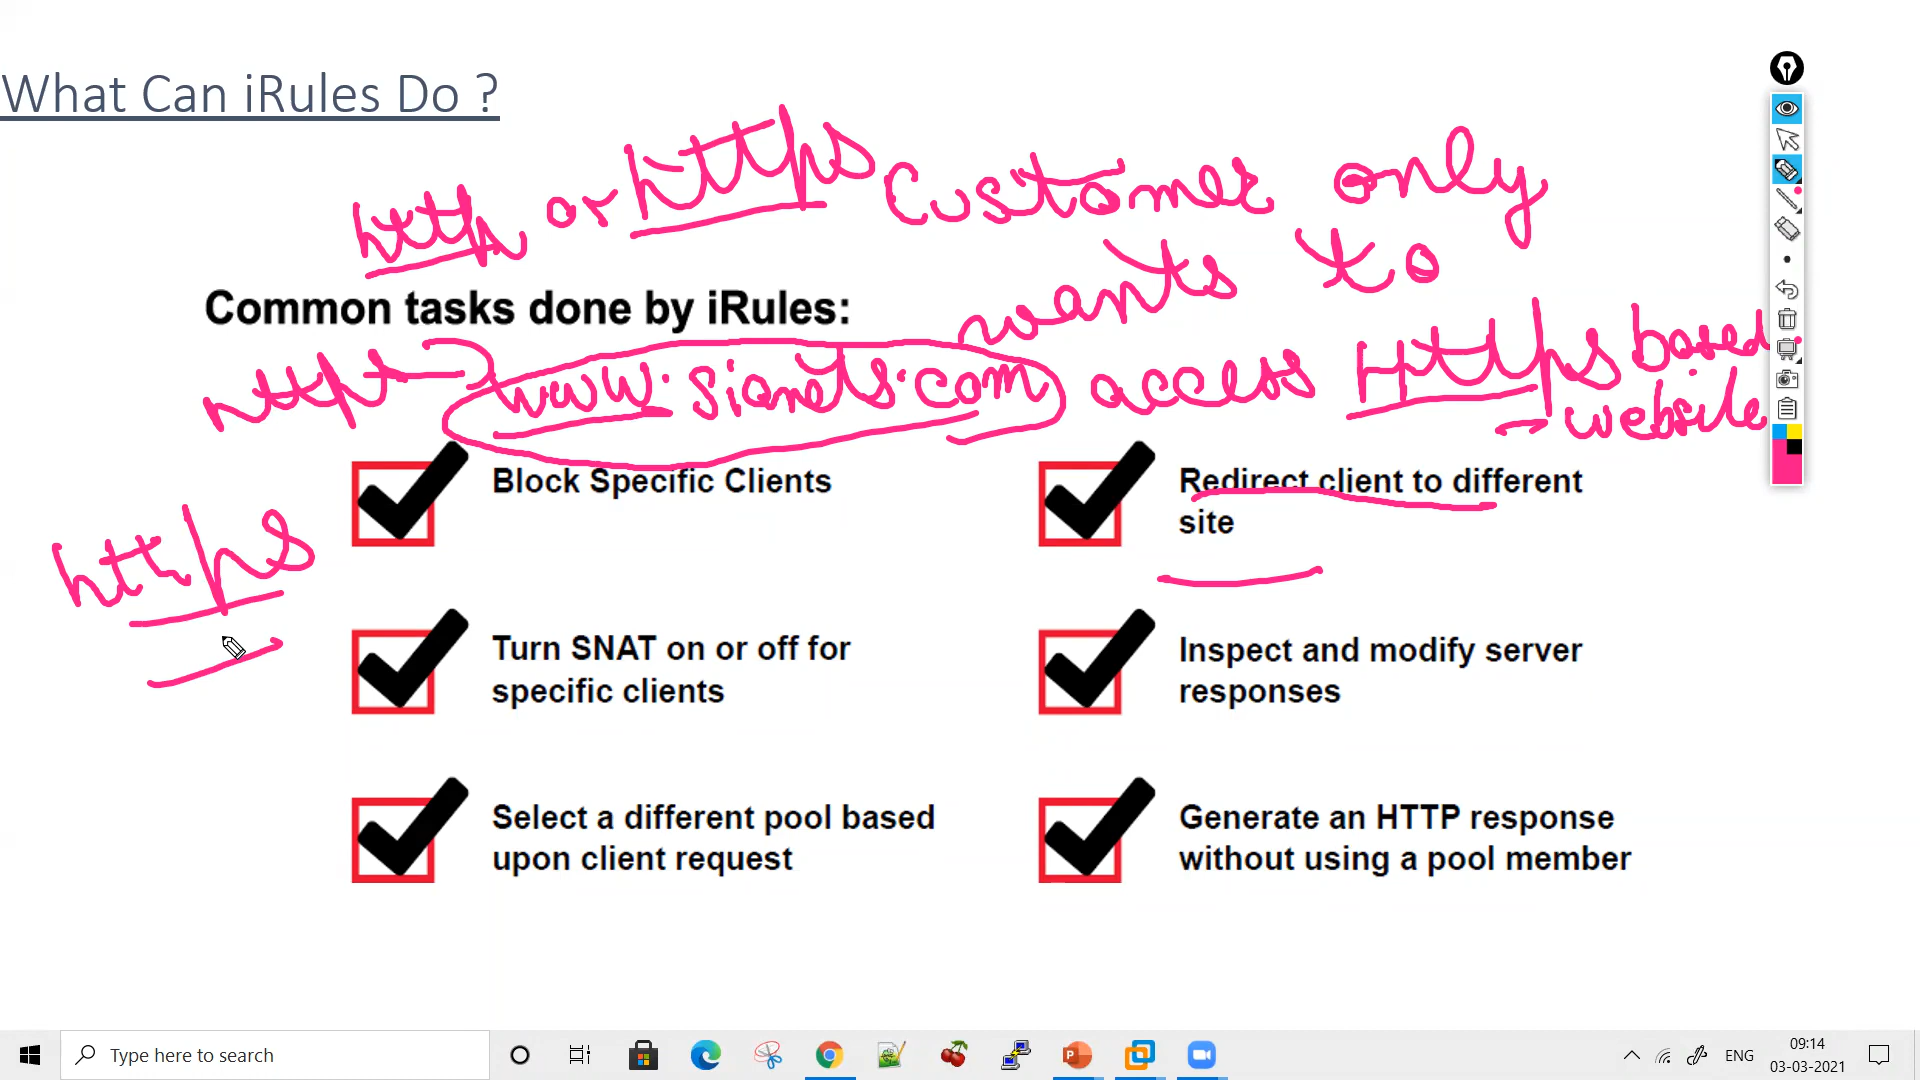 What Can iRules Do ?
http or https Customer only
wants to
Common tasks done by iRules:
http www.sianets.com access Https based
website
Block Specific Clients
Redirect client to different
site
https
Turn SNAT on or off for
specific clients
Inspect and modify server
responses
Select a different pool based
upon client request
Generate an HTTP response
without using a pool member
Type here to search
ENG
09:14
03-03-2021